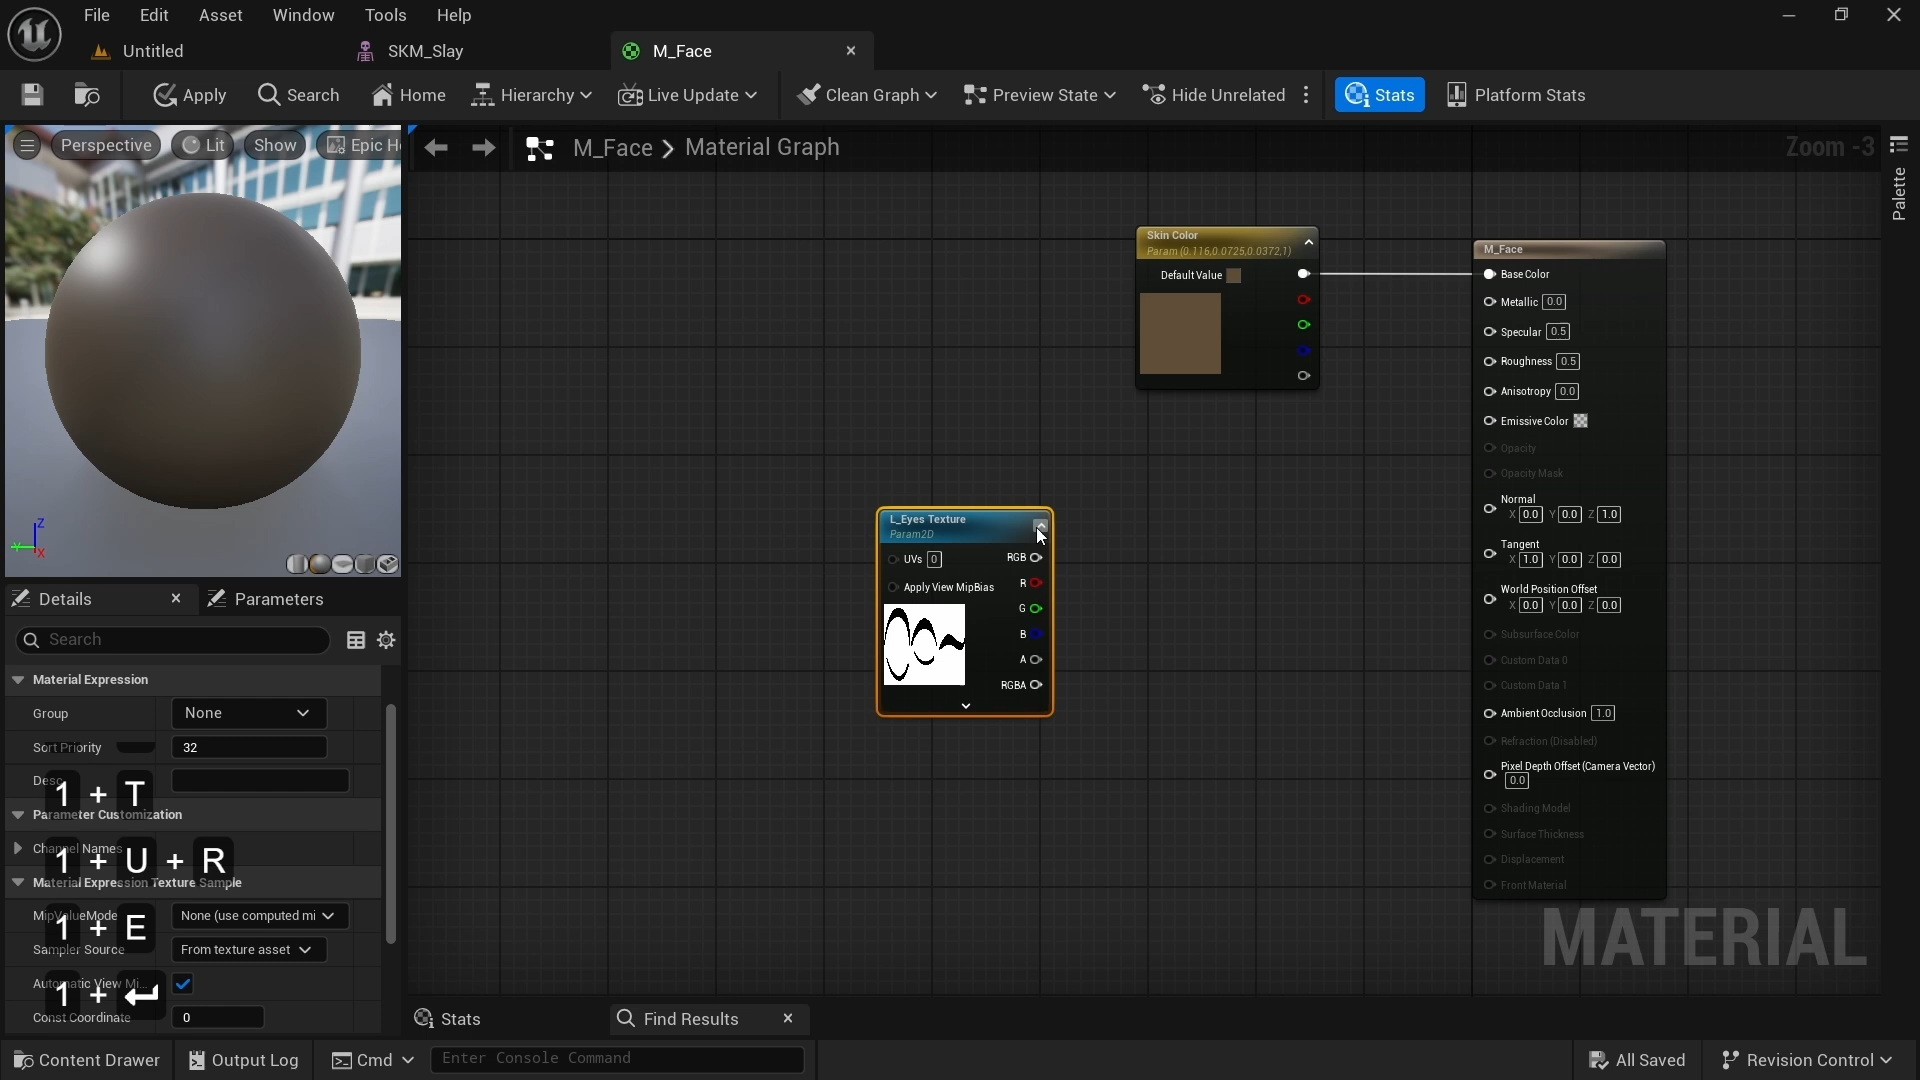 File Edit Asset Window Tools Help
Untitled SKM_Slay M_Face
Apply Search Home Hierarchy Live Update Clean Graph Preview State Hide Unrelated Stats Platform Stats
Perspective Lit Show Epic H
M_Face > Material Graph
Zoom -3
Palette
Skin Color
Param (0.116,0.0725,0.0372,1)
Default Value
M_Face
Base Color
Metallic 0.0
Specular 0.5
Roughness 0.5
Anisotropy 0.0
Emissive Color
Opacity
Opacity Mask
Normal
X 0.0 Y 0.0 Z 1.0
Tangent
X 1.0 Y 0.0 Z 0.0
World Position Offset
X 0.0 Y 0.0 Z 0.0
Subsurface Color
Custom Data 0
Custom Data 1
Ambient Occlusion 1.0
Refraction (Disabled)
Pixel Depth Offset (Camera Vector)
0.0
Shading Model
Surface Thickness
Displacement
Front Material
MATERIAL
L_Eyes Texture
Param2D
UVs 0 RGB
Apply View MipBias R
G
B
A
RGBA
Z
Y
X
Details Parameters
Search
Material Expression
Group None
Sort Priority 32
Desc
1 + T
Parameter Customization
Channel Names
1 + U + R
Material Expression Texture Sample
MipValueMode None (use computed mi
1 + E
Sampler Source From texture asset
Automatic View Mi...
1 +
Const Coordinate 0
Stats Find Results
Content Drawer Output Log Cmd Enter Console Command All Saved Revision Control